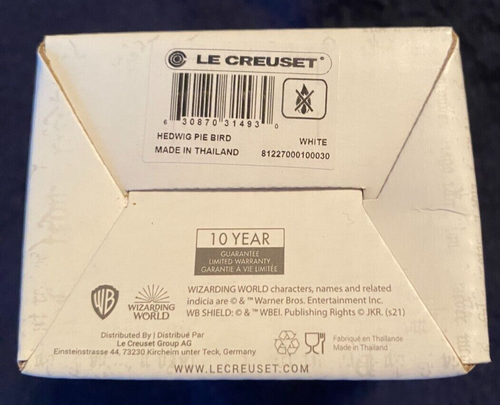 LE CREUSET®
6 30870 31493 0
HEDWIG PIE BIRD WHITE
MADE IN THAILAND 81227000100030
10 YEAR
GUARANTEE
LIMITED WARRANTY
GARANTIE À VIE LIMITÉE
WB
WIZARDING
WORLD
WIZARDING WORLD characters, names and related
indicia are © & ™ Warner Bros. Entertainment Inc.
WB SHIELD: © & ™ WBEI. Publishing Rights © JKR. (s21)
Distributed By | Distribué Par
Le Creuset Group AG
Einsteinstrasse 44, 73230 Kircheim unter Teck, Germany
Fabriqué en Thaïlande
Made in Thailande
WWW.LECREUSET.COM